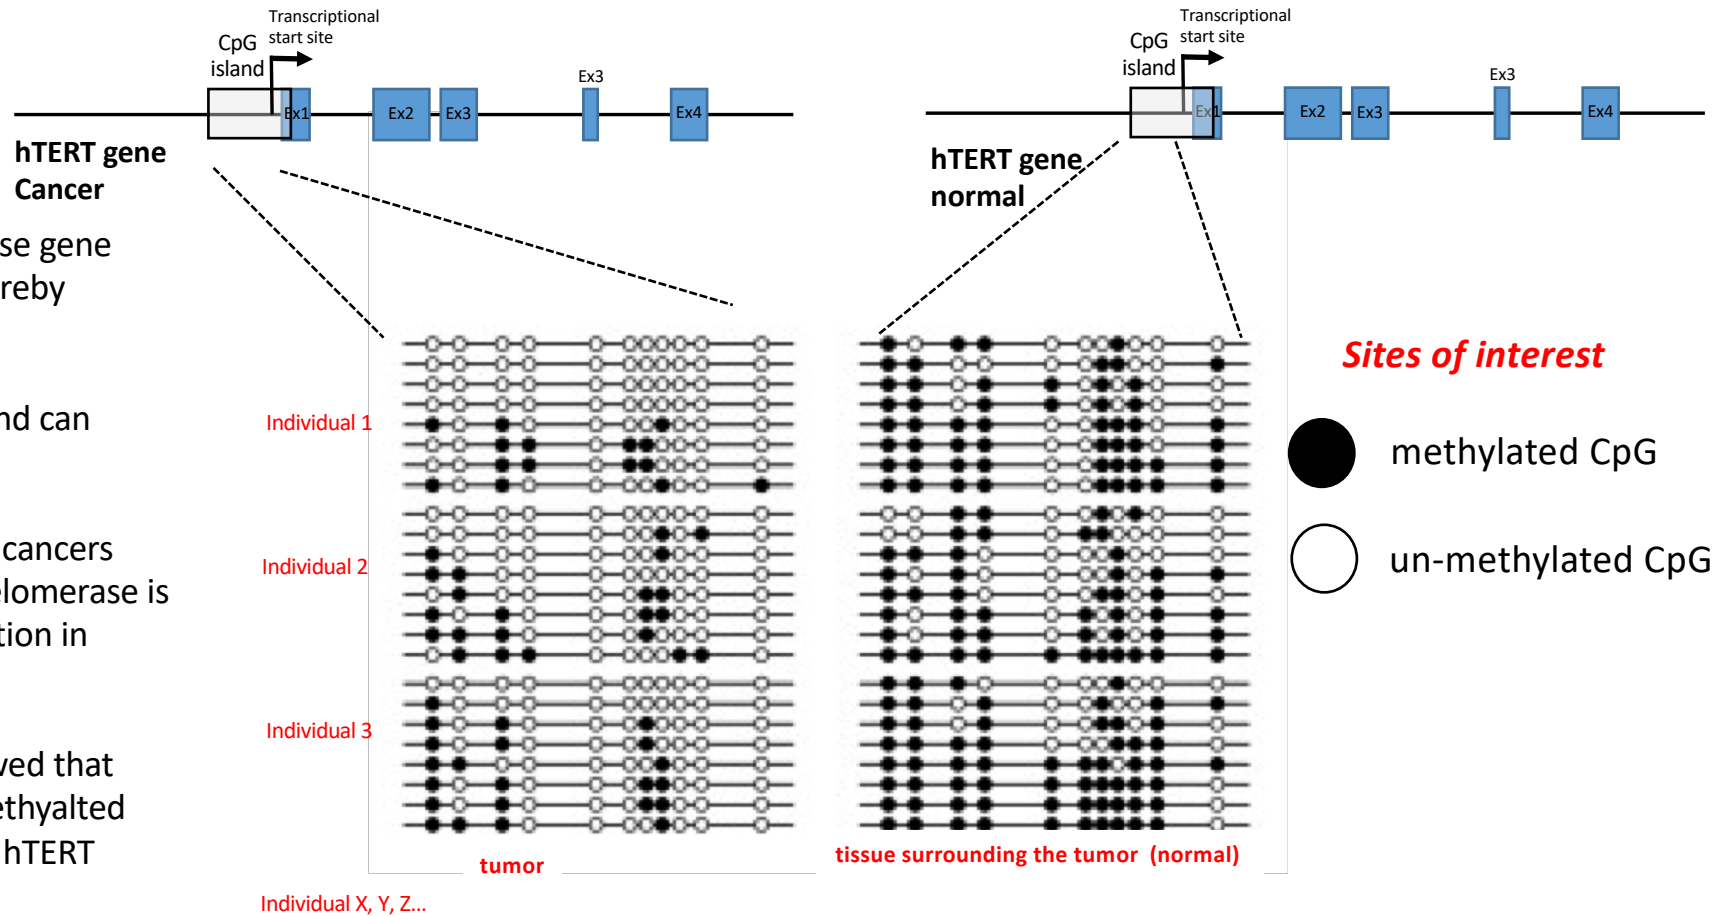 Transcriptional
start site
CpG
island
Ex1
Ex2
Ex3
Ex3
Ex4
hTERT gene
Cancer
Transcriptional
start site
CpG
island
Ex1
Ex2
Ex3
Ex3
Ex4
hTERT gene
normal
se gene
reby
nd can
cancers
elomerase is
tion in
ved that
ethyalted
hTERT
Individual 1
Individual 2
Individual 3
Individual X, Y, Z...
tumor
tissue surrounding the tumor (normal)
Sites of interest
methylated CpG
un-methylated CpG